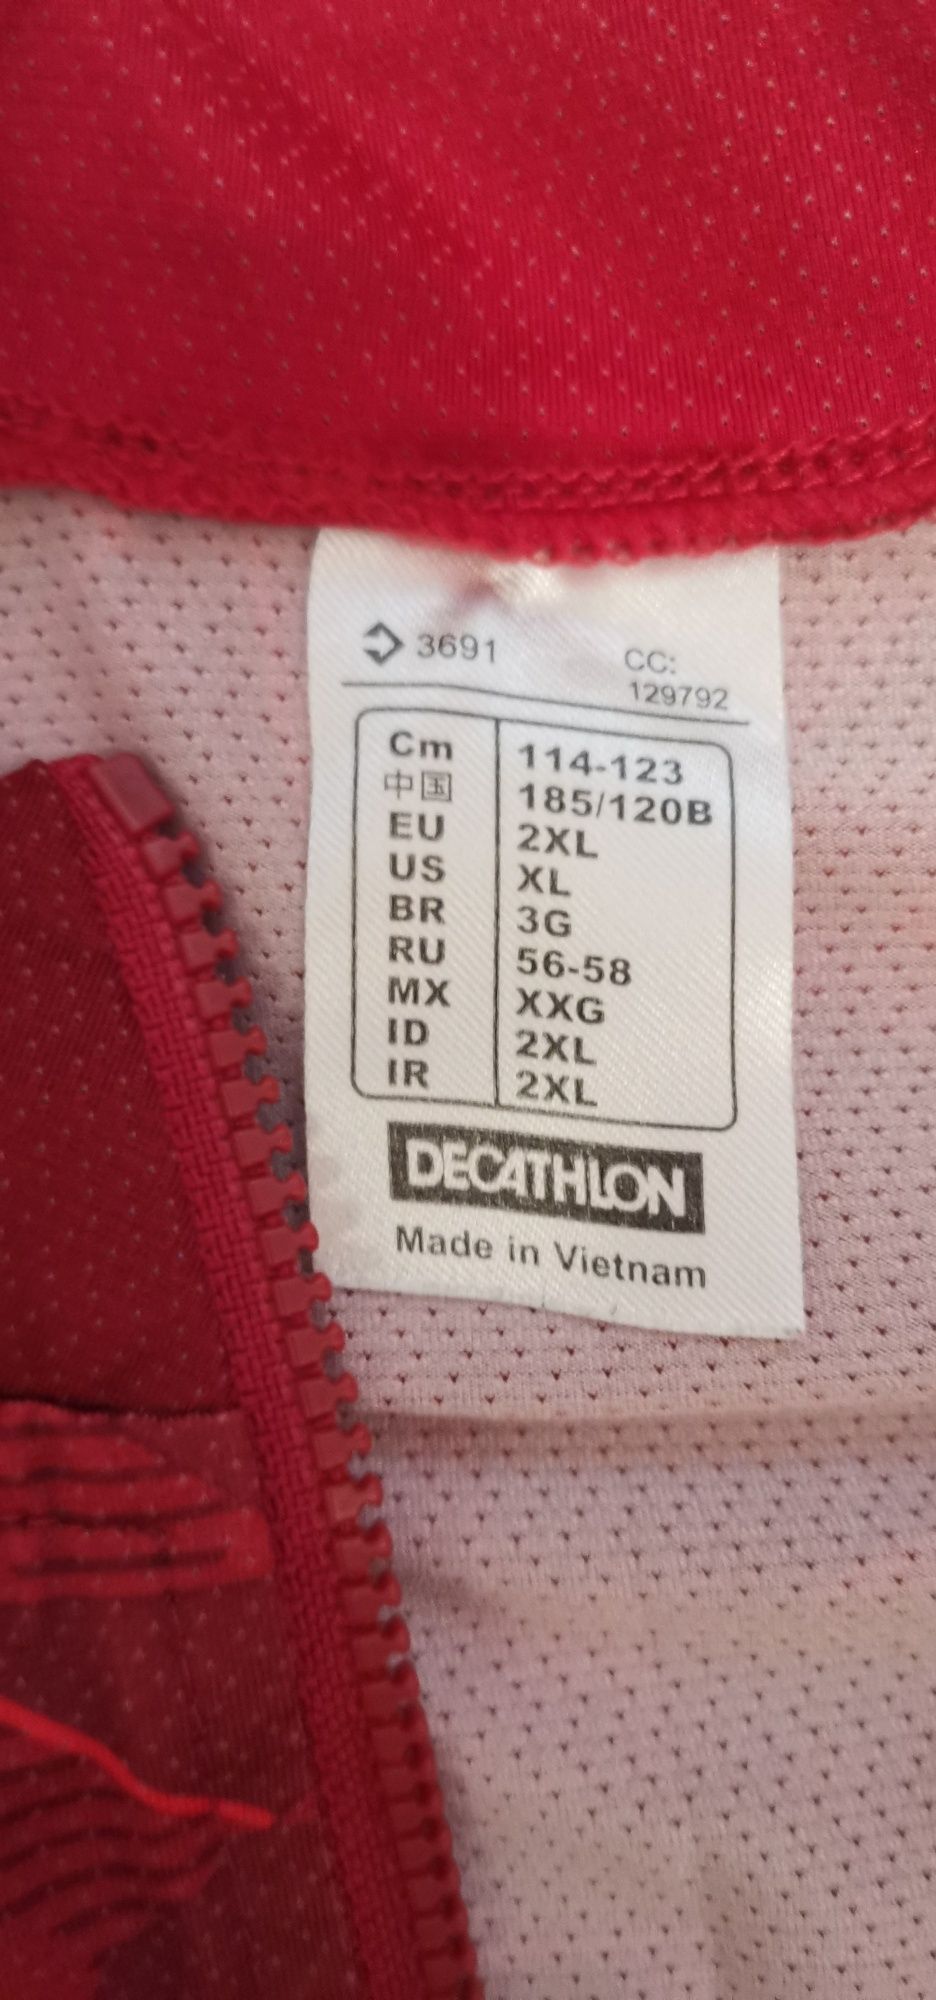 3691 CC:
129792
Cm 114-123
中国 185/120B
EU 2XL
US XL
BR 3G
RU 56-58
MX XXG
ID 2XL
IR 2XL
DECATHLON
Made in Vietnam